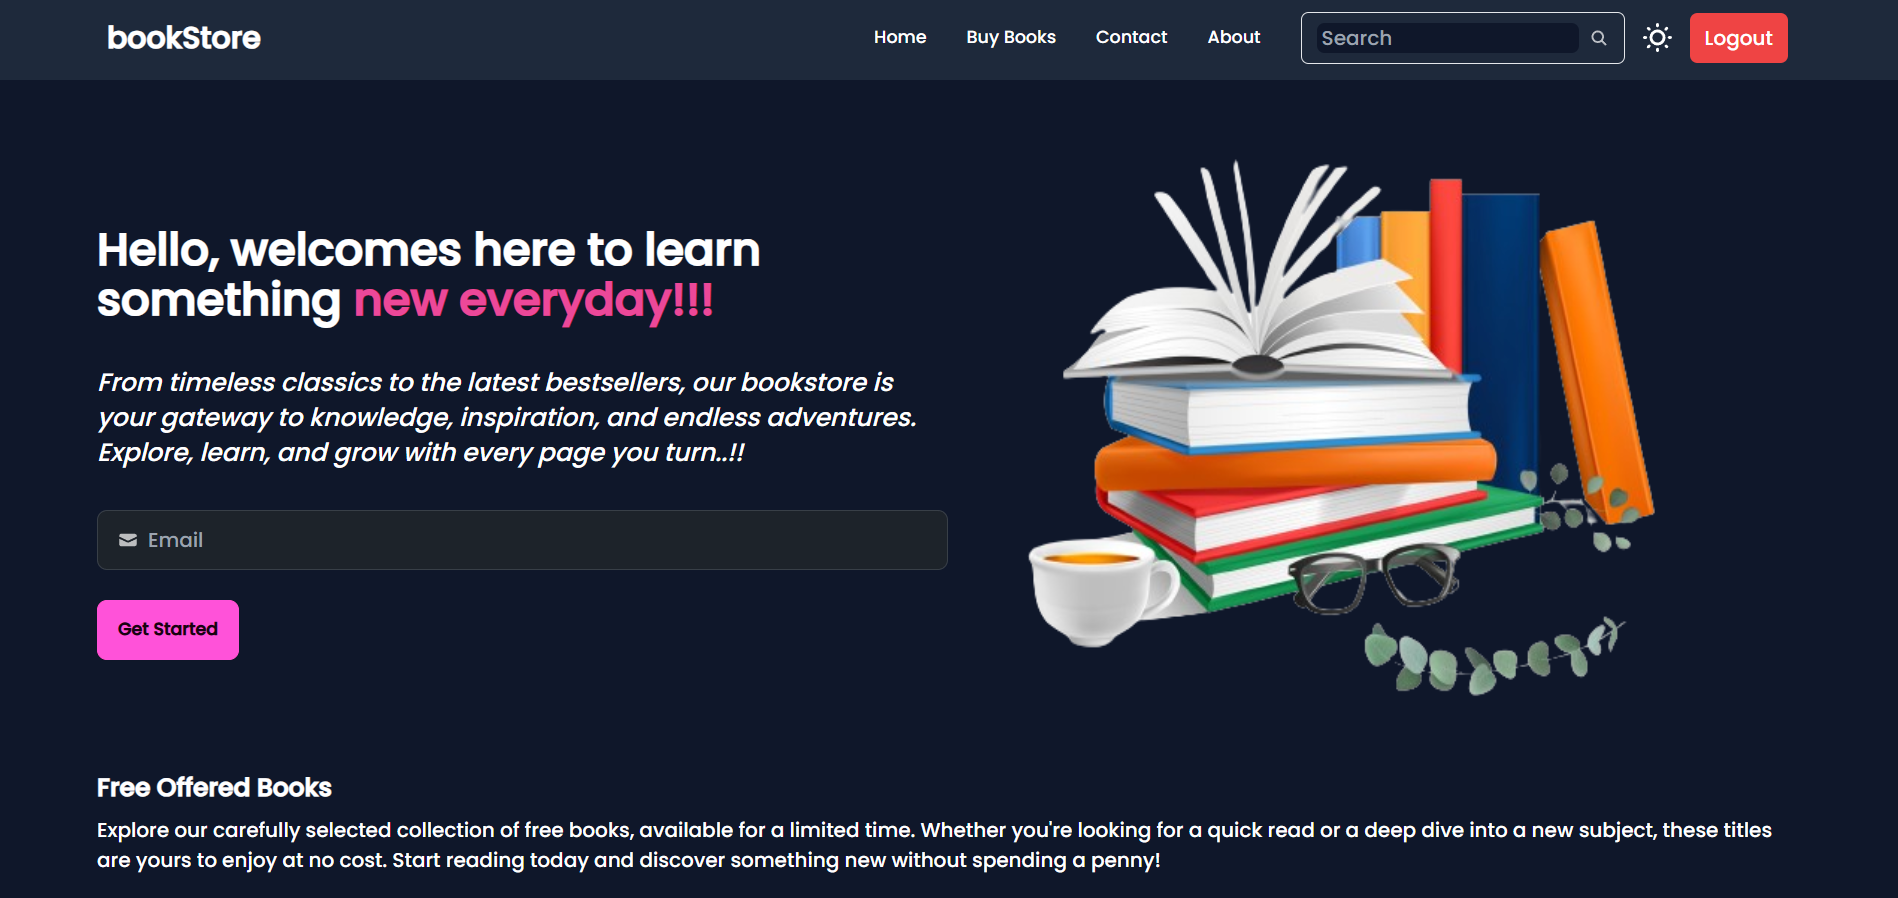 bookStore
Home
Buy Books
Contact
About
Search
Logout
Hello, welcomes here to learn
something new everyday!!!
From timeless classics to the latest bestsellers, our bookstore is
your gateway to knowledge, inspiration, and endless adventures.
Explore, learn, and grow with every page you turn..!!
Email
Get Started
Free Offered Books
Explore our carefully selected collection of free books, available for a limited time. Whether you're looking for a quick read or a deep dive into a new subject, these titles
are yours to enjoy at no cost. Start reading today and discover something new without spending a penny!